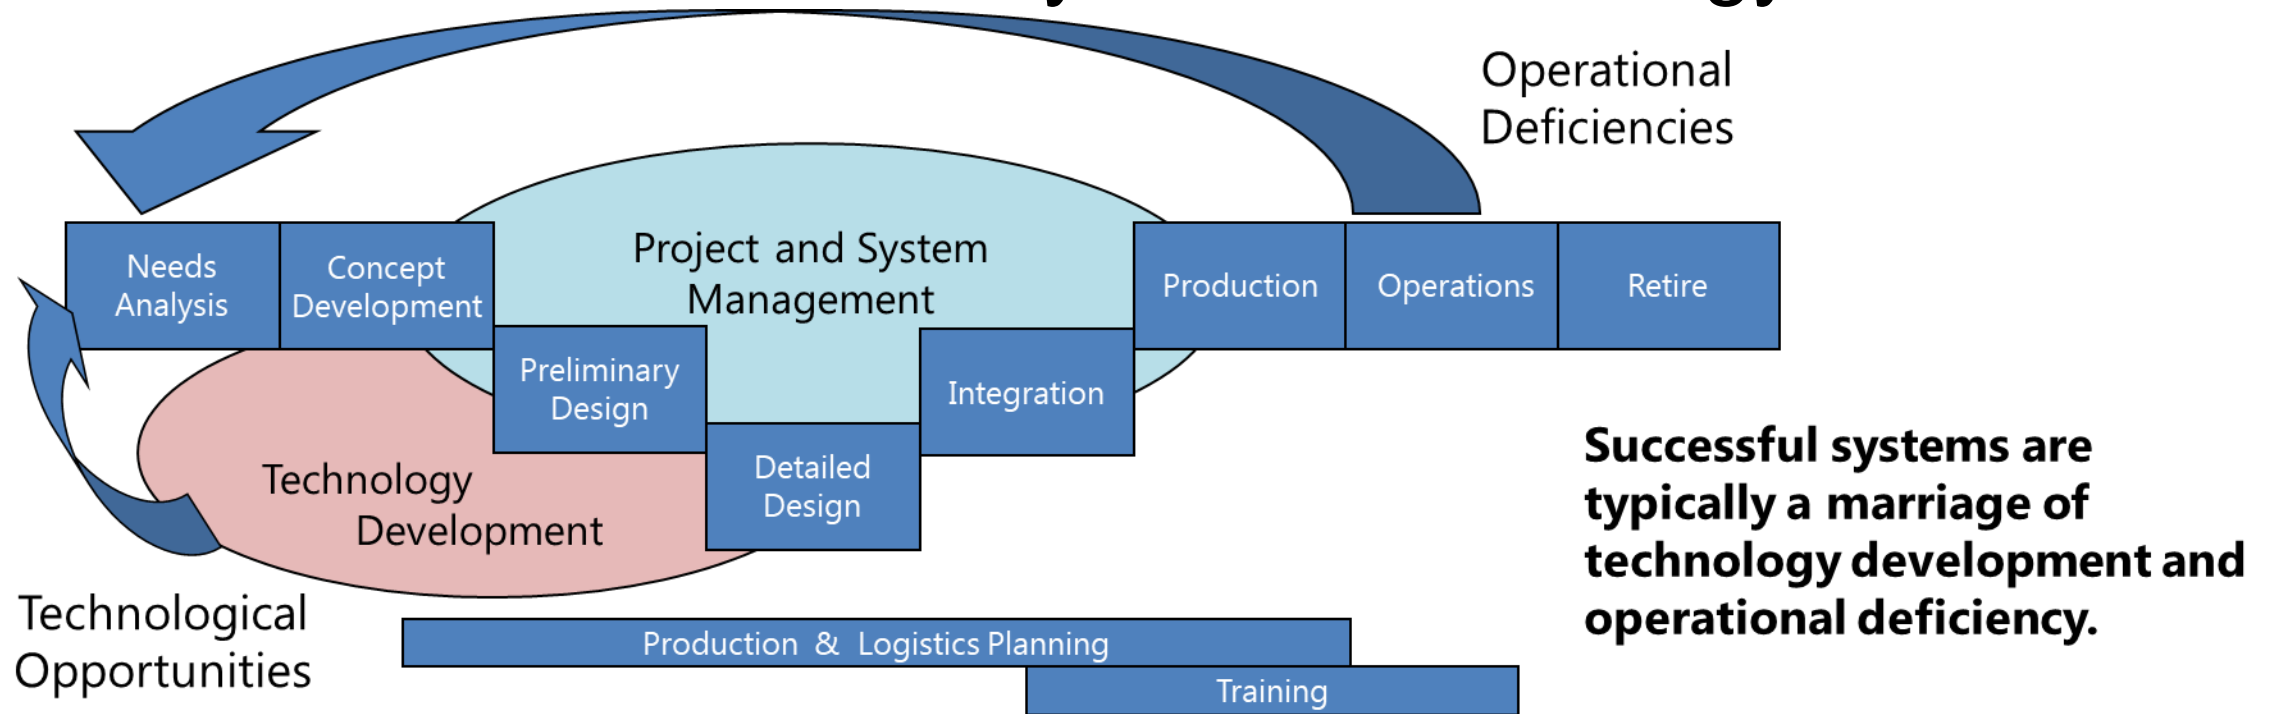 Operational
Deficiencies
Project and System
Management
Needs
Analysis
Concept
Development
Production
Operations
Retire
Preliminary
Design
Integration
Detailed
Design
Technology
Development
Successful systems are
typically a marriage of
technology development and
operational deficiency.
Technological
Opportunities
Production & Logistics Planning
Training